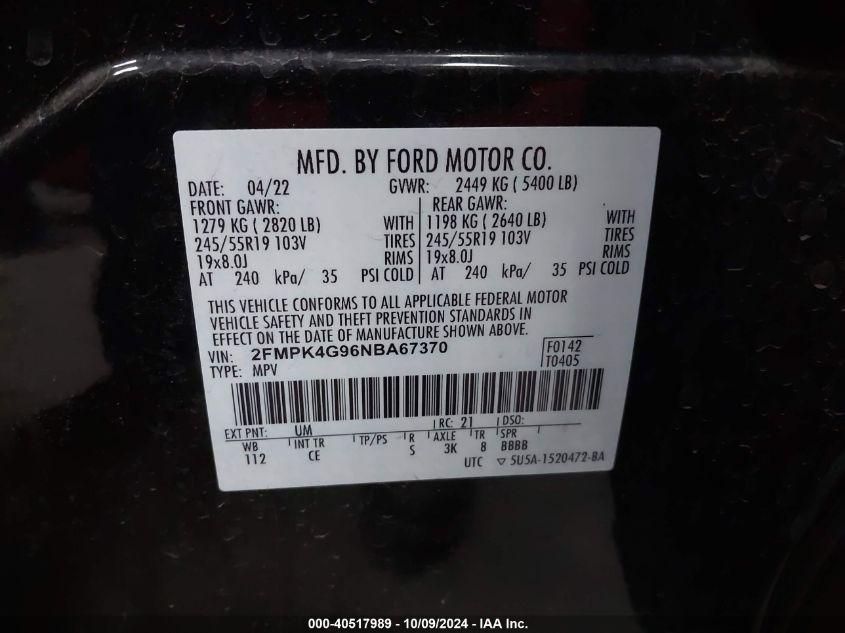 MFD. BY FORD MOTOR CO.
DATE: 04/22 GVWR: 2449 KG ( 5400 LB)
FRONT GAWR: REAR GAWR:
1279 KG ( 2820 LB) WITH 1198 KG ( 2640 LB) WITH
245/55R19 103V TIRES 245/55R19 103V TIRES
19x8.0J RIMS 19x8.0J RIMS
AT 240 kPa/ 35 PSI COLD AT 240 kPa/ 35 PSI COLD
THIS VEHICLE CONFORMS TO ALL APPLICABLE FEDERAL MOTOR
VEHICLE SAFETY AND THEFT PREVENTION STANDARDS IN
EFFECT ON THE DATE OF MANUFACTURE SHOWN ABOVE.
VIN: 2FMPK4G96NBA67370 F0142
TYPE: MPV T0405
EXT PNT: UM RC: 21 DSO:
WB INT TR TP/PS R AXLE TR SPR
112 CE S 3K 8 BBBB
UTC ▽ 5U5A-1520472-BA
000-40517989 - 10/09/2024 - IAA Inc.